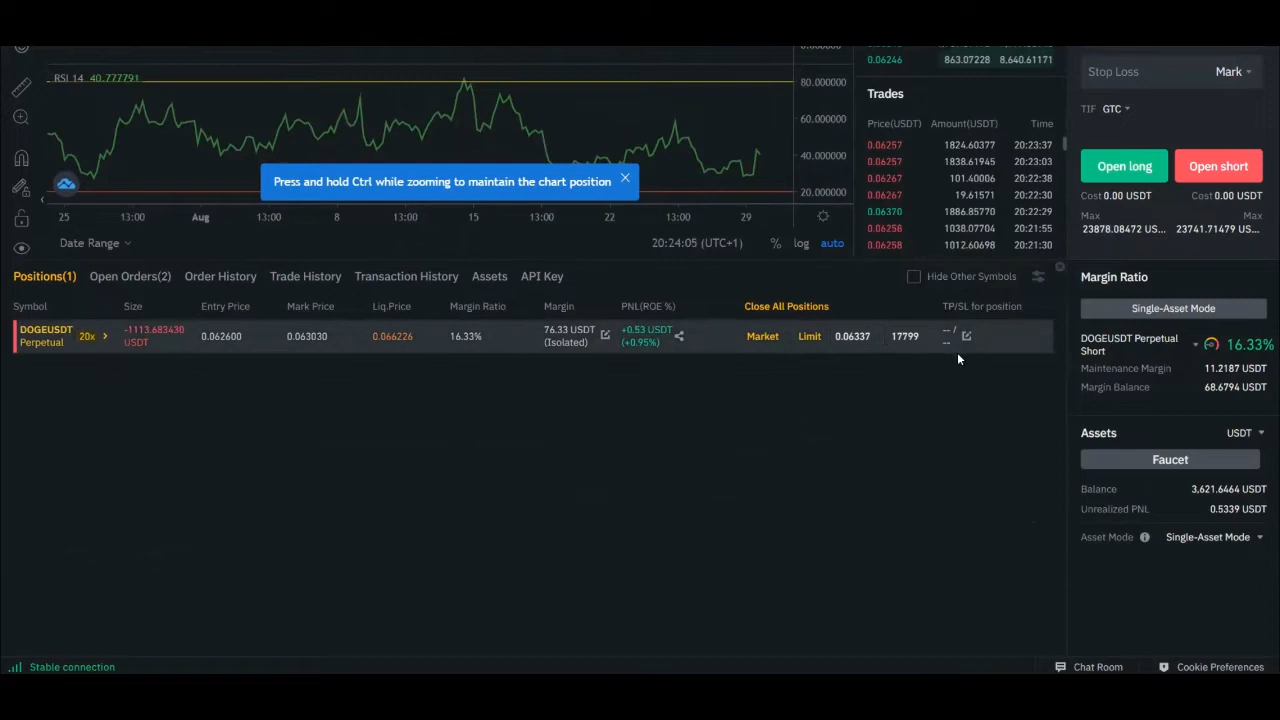 0.06246 863.07228 8,640.61171
Stop Loss Mark
RSI 14 40.777791
80.000000
Trades
TIF GTC
Price(USDT) Amount(USDT) Time
60.000000
0.06257 1824.60377 20:23:37
40.000000
0.06257 1838.61945 20:23:03
Open long Open short
0.06267 101.40006 20:22:38
Press and hold Ctrl while zooming to maintain the chart position
20.000000
0.06267 19.61571 20:22:30
Cost 0.00 USDT Cost 0.00 USDT
0.06370 1886.85770 20:22:29
Max Max
25 13:00 Aug 13:00 8 13:00 15 13:00 22 13:00 29
0.06258 1038.07704 20:21:55
23878.08472 US... 23741.71479 US...
Date Range 20:24:05 (UTC+1) % log auto
0.06258 1012.60698 20:21:30
Positions(1) Open Orders(2) Order History Trade History Transaction History Assets API Key Hide Other Symbols
Margin Ratio
Symbol Size Entry Price Mark Price Liq.Price Margin Ratio Margin PNL(ROE %) Close All Positions TP/SL for position
Single-Asset Mode
DOGEUSDT 20x -1113.683430 0.062600 0.063030 0.066226 16.33% 76.33 USDT +0.53 USDT Market Limit 0.06337 17799 -- /
Perpetual USDT (Isolated) (+0.95%) --
DOGEUSDT Perpetual 16.33%
Short
Maintenance Margin 11.2187 USDT
Margin Balance 68.6794 USDT
Assets USDT
Faucet
Balance 3,621.6464 USDT
Unrealized PNL 0.5339 USDT
Asset Mode Single-Asset Mode
Stable connection Chat Room Cookie Preferences